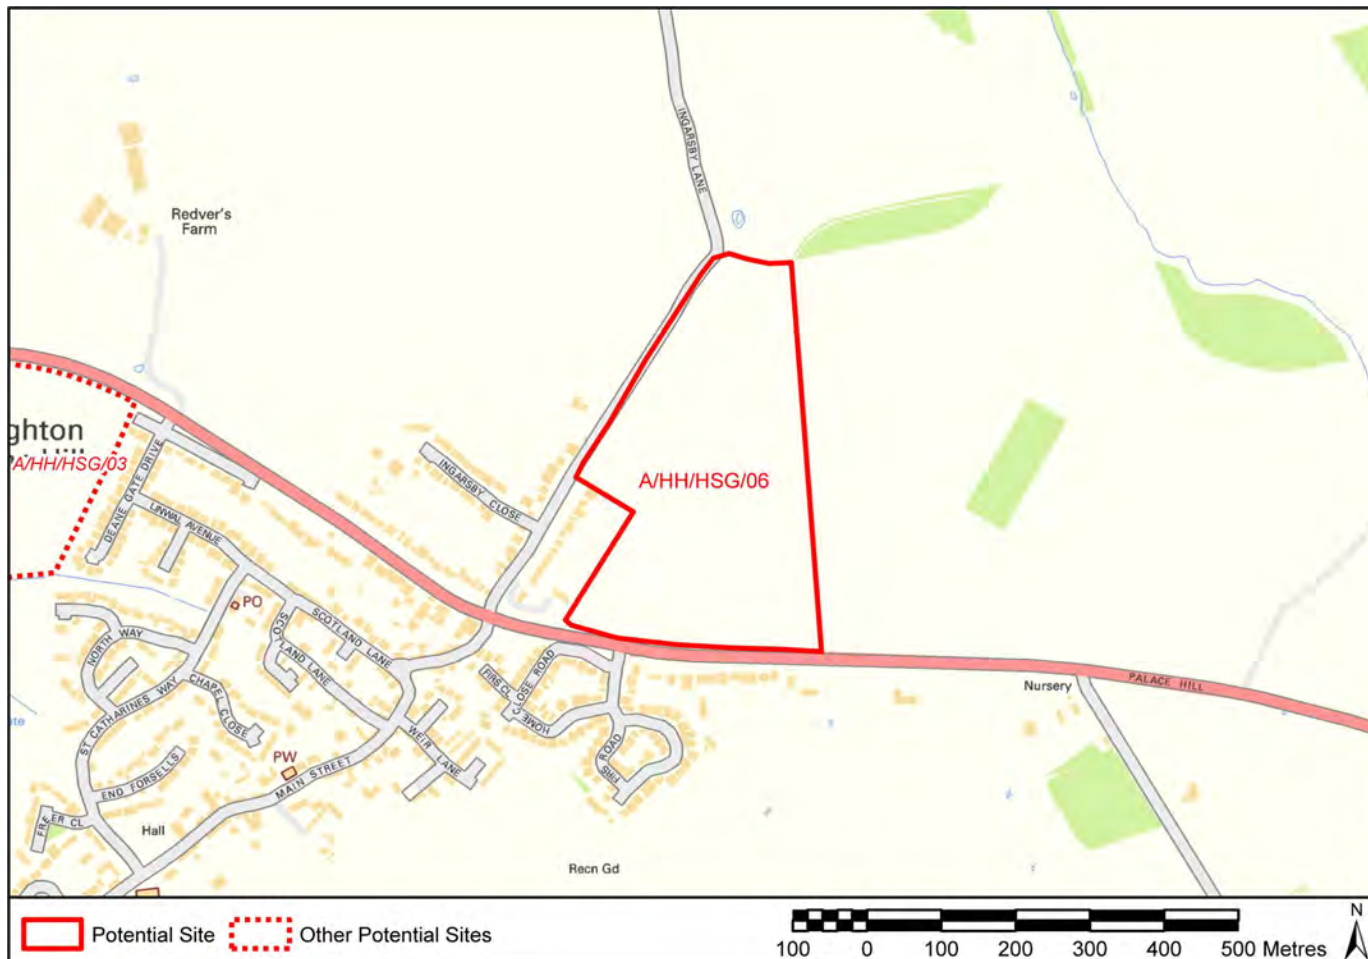 INGARSBY LANE
Redver's
Farm
ghton
A/HH/HSG/03
DEANE GATE DRIVE
INGARSBY CLOSE
A/HH/HSG/06
LINWAL AVENUE
PO
SCOTLAND LANE
SCOTLAND LANE
NORTH WAY
ST CATHARINES WAY
CHAPEL CLOSE
FIRS CL
HOME CLOSE ROAD
FIRS ROAD
WEIR LANE
Nursery
PALACE HILL
PW
MAIN STREET
END FORSELLS
FREER CL
Hall
Recn Gd
Potential Site
Other Potential Sites
100 0 100 200 300 400 500 Metres
N